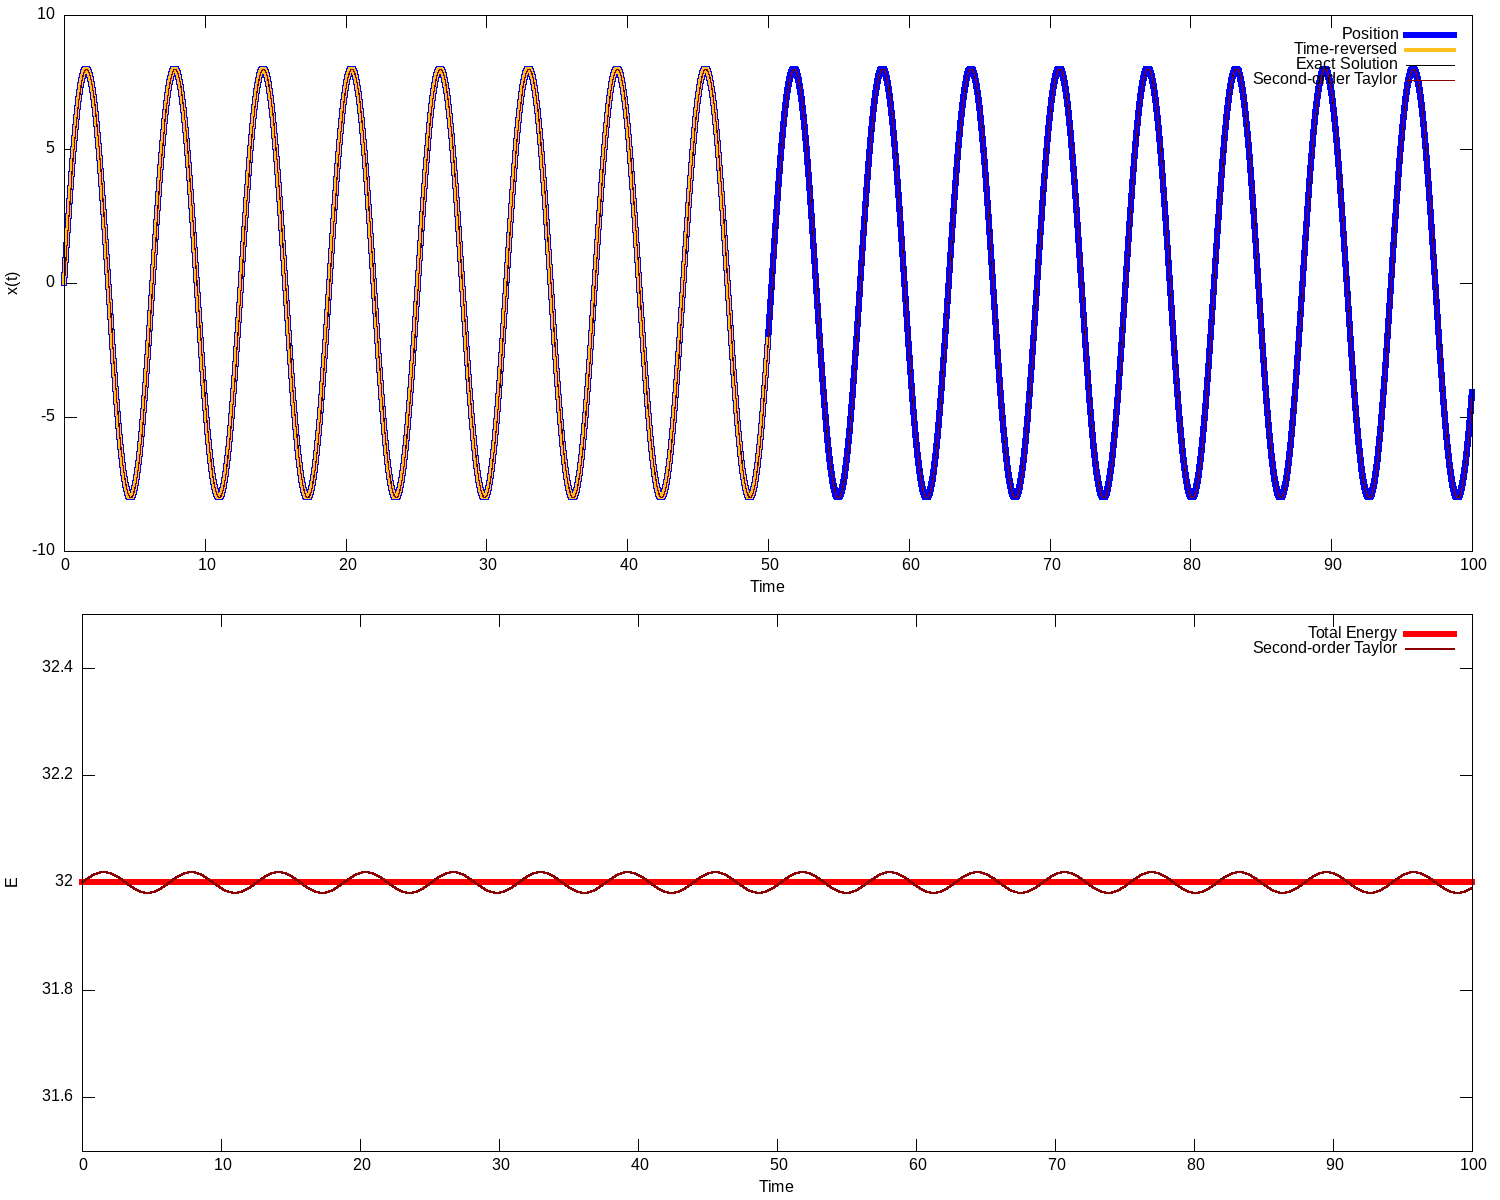 10
Position
Time-reversed
Exact Solution
Second-order Taylor
5
0
x(t)
-5
-10
0 10 20 30 40 50 60 70 80 90 100
Time
Total Energy
Second-order Taylor
32.4
32.2
32
E
31.8
31.6
0 10 20 30 40 50 60 70 80 90 100
Time